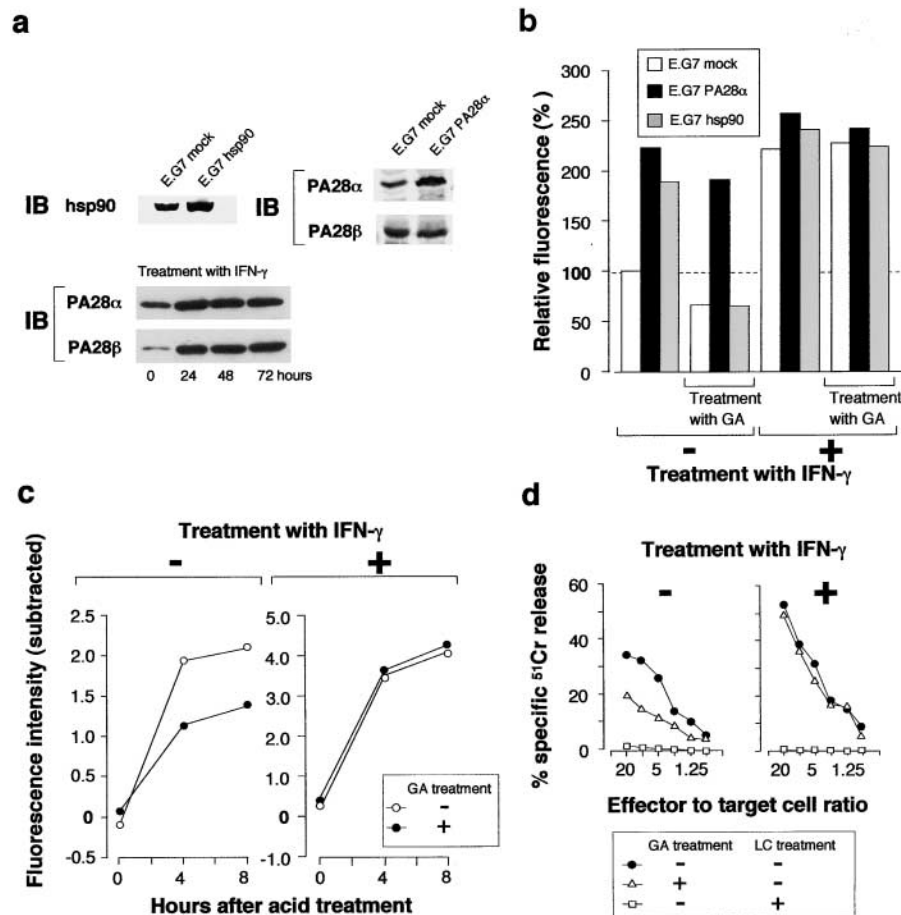 a
E.G7 mock
E.G7 hsp90
IB hsp90
E.G7 mock
E.G7 PA28α
IB
PA28α
PA28β
Treatment with IFN-γ
IB
PA28α
PA28β
0 24 48 72 hours
b
E.G7 mock
E.G7 PA28α
E.G7 hsp90
Relative fluorescence (%)
300
250
200
150
100
50
0
Treatment with GA
Treatment with GA
- +
Treatment with IFN-γ
c
Treatment with IFN-γ
- +
Fluorescence intensity (subtracted)
2.5
2.0
1.5
1.0
0.5
0
-0.5
5.0
4.0
3.0
2.0
1.0
0
-1.0
0 4 8
0 4 8
GA treatment
-
+
Hours after acid treatment
d
Treatment with IFN-γ
- +
% specific ⁵¹Cr release
60
40
20
0
20 5 1.25
20 5 1.25
Effector to target cell ratio
GA treatment LC treatment
- -
+ -
- +